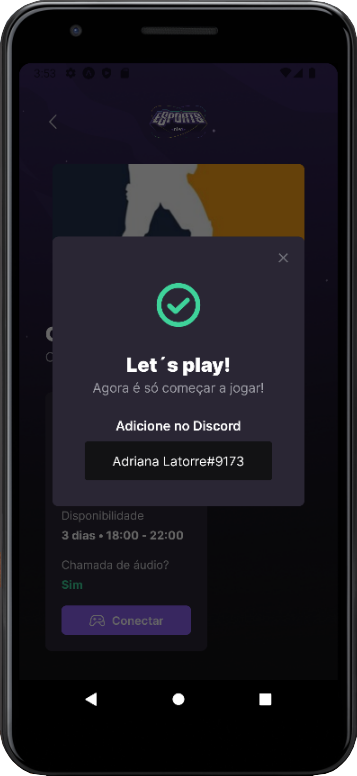 3:53
ESPORTS
Let´s play!
Agora é só começar a jogar!
Adicione no Discord
Adriana Latorre#9173
Disponibilidade
3 dias • 18:00 - 22:00
Chamada de áudio?
Sim
Conectar